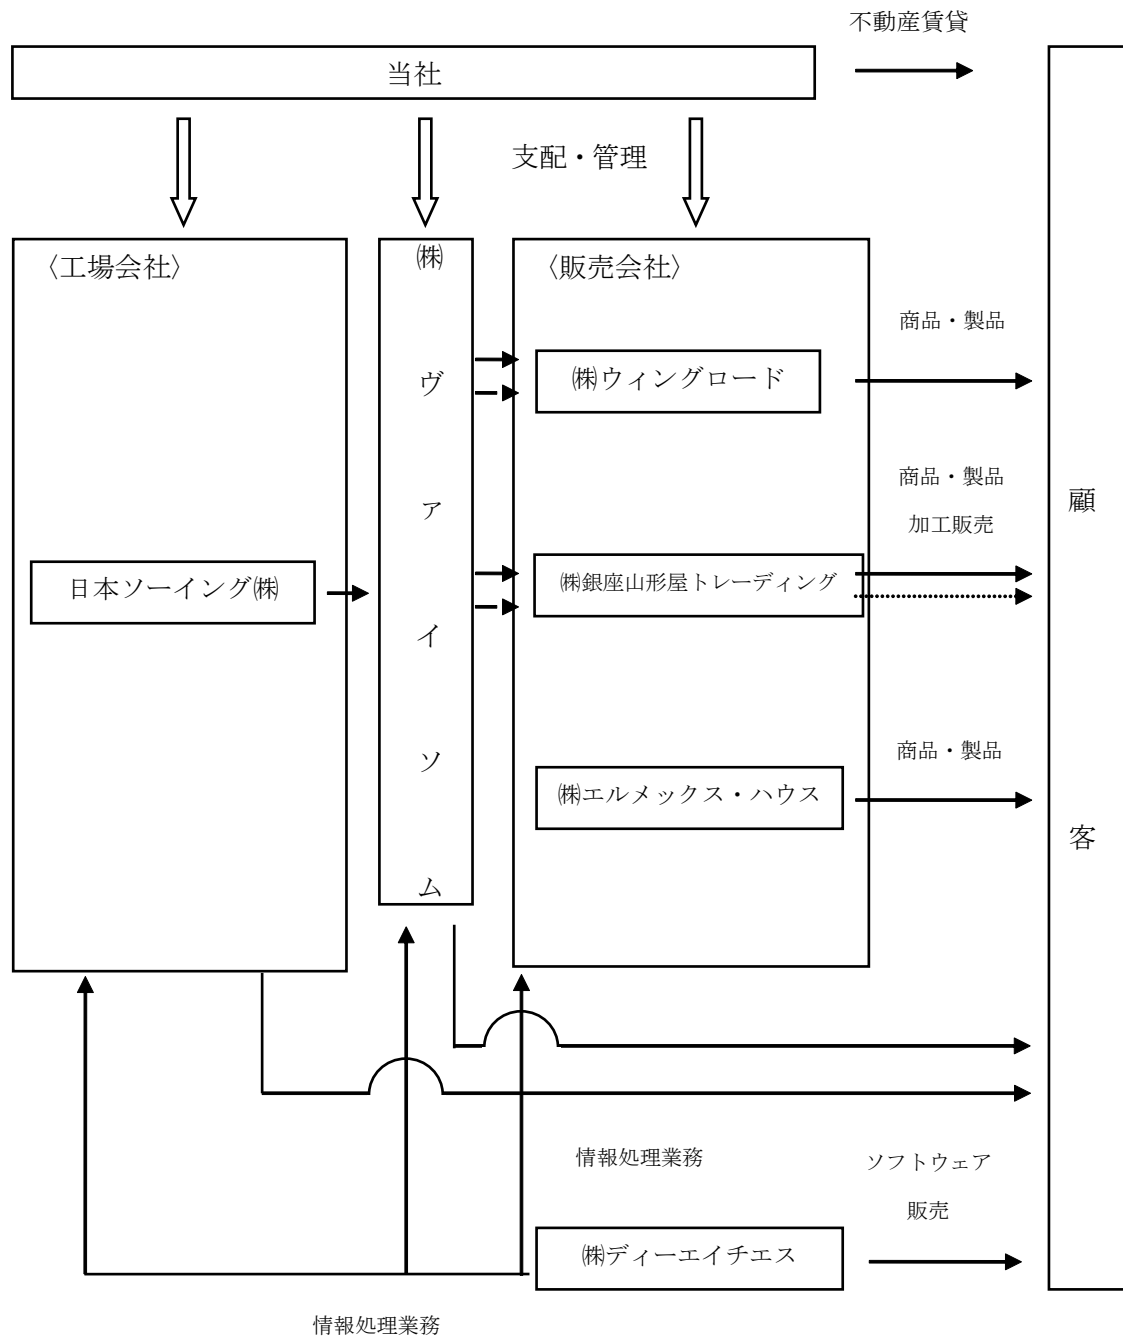 不動産賃貸
当社
支配・管理
〈工場会社〉
㈱ヴァイソム
〈販売会社〉
商品・製品
㈱ウィングロード
商品・製品
加工販売
顧客
日本ソーイング㈱
㈱銀座山形屋トレーディング
商品・製品
㈱エルメックス・ハウス
情報処理業務
ソフトウェア
販売
㈱ディーエイチエス
情報処理業務